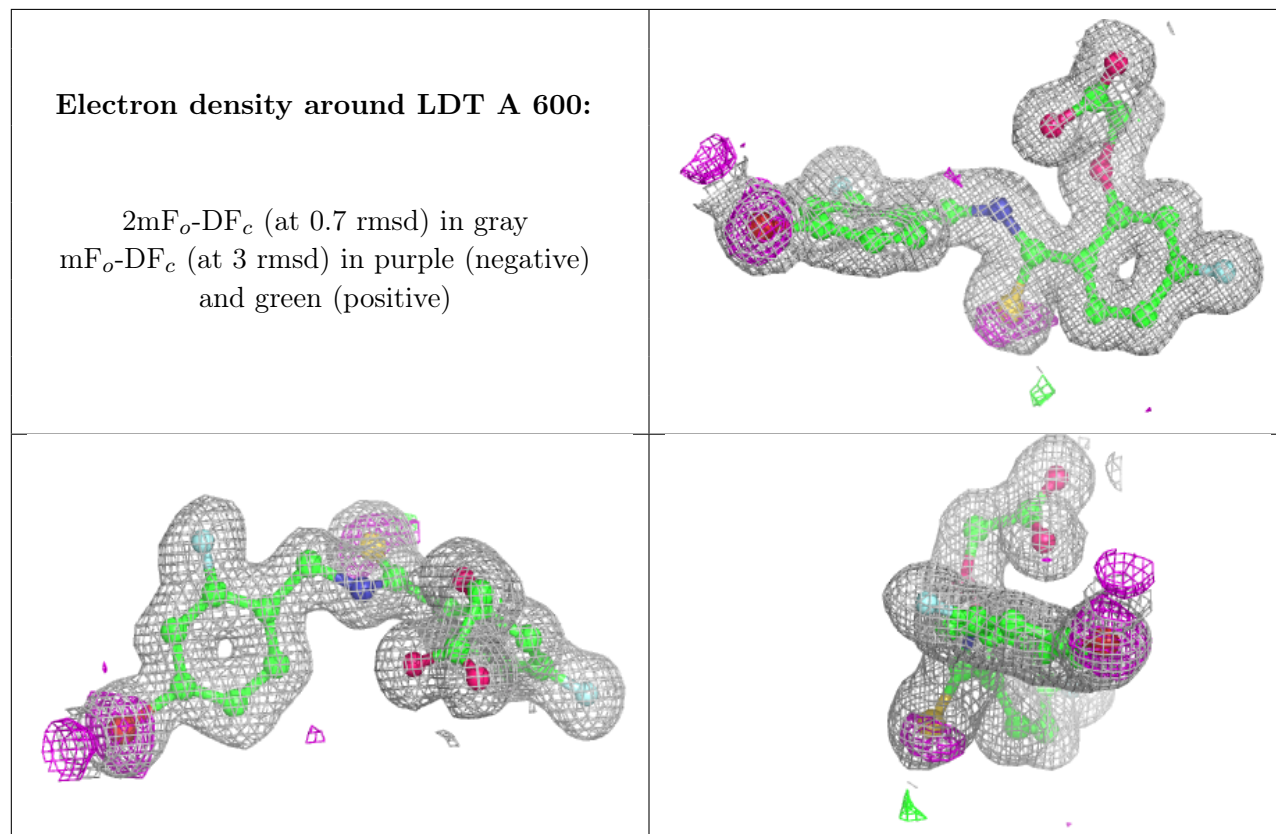 Electron density around LDT A 600:
2mFo-DFc (at 0.7 rmsd) in gray
mFo-DFc (at 3 rmsd) in purple (negative)
and green (positive)